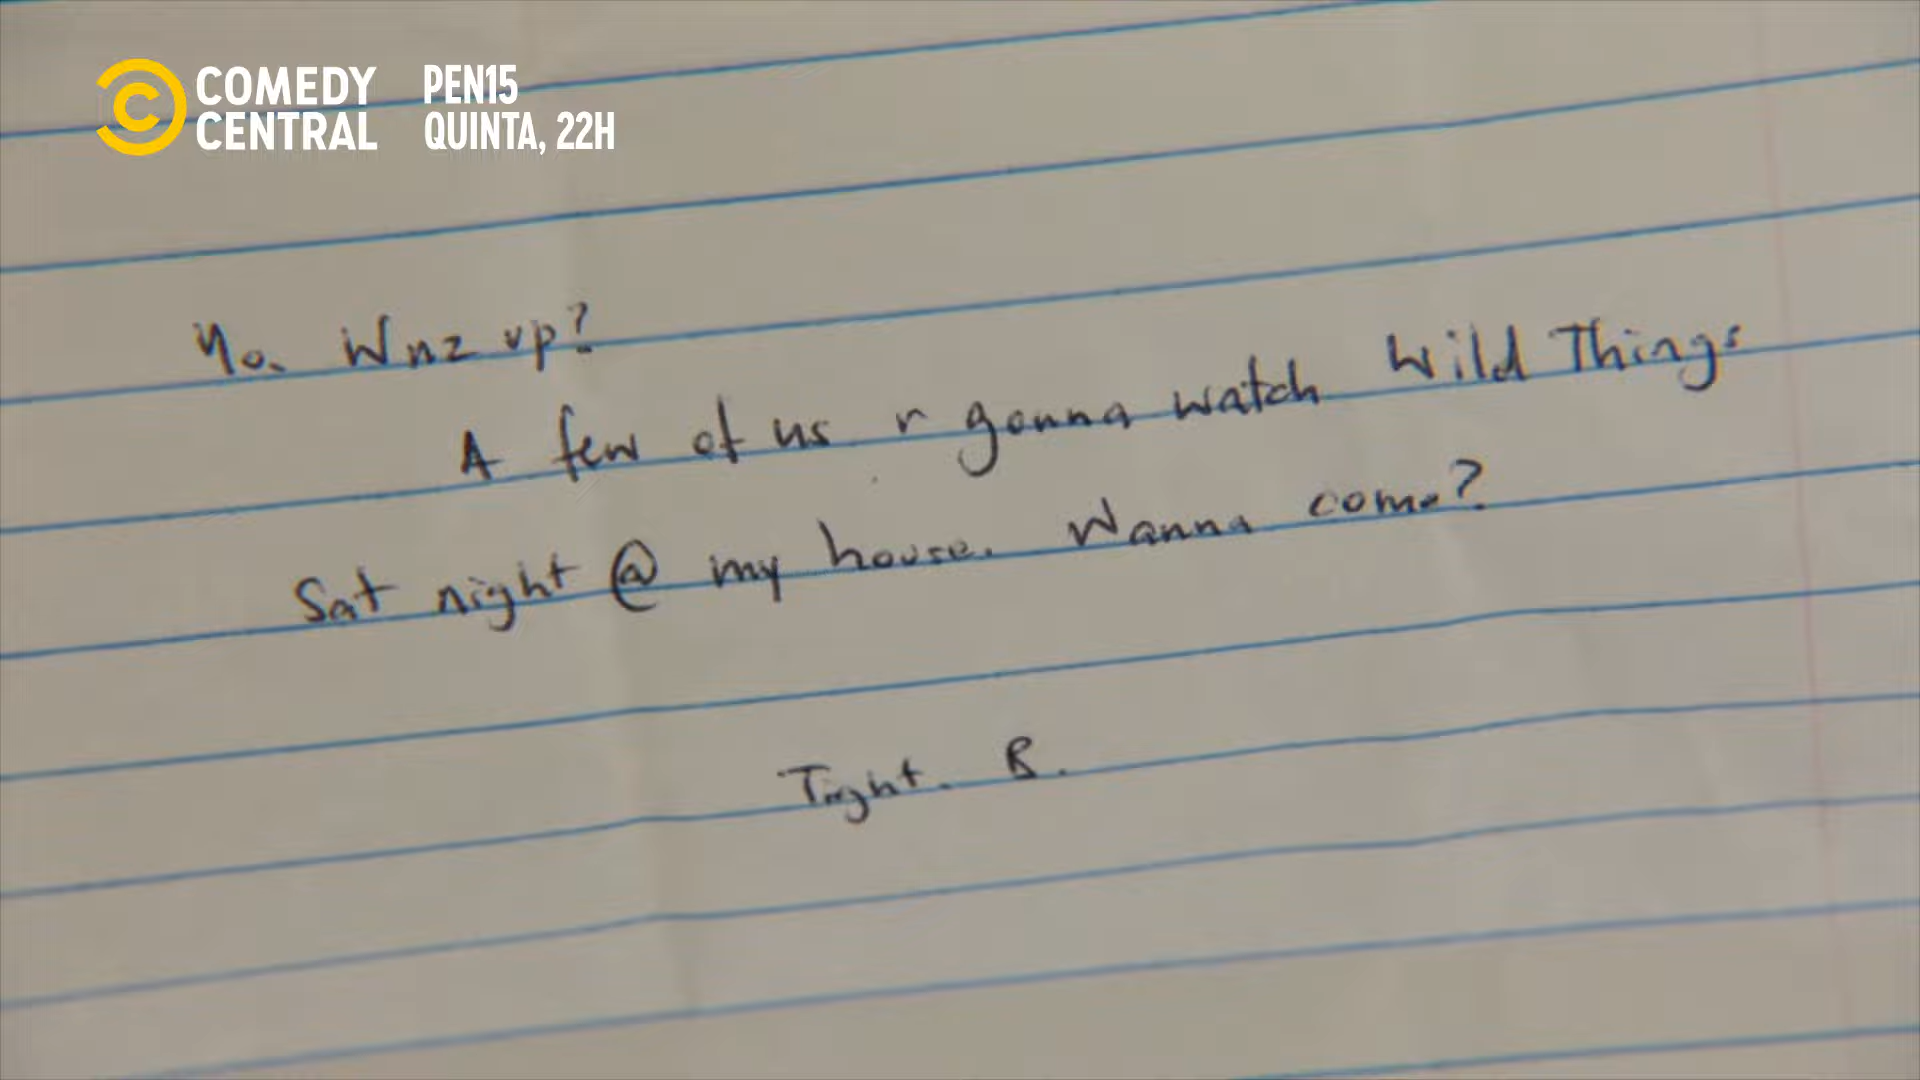 COMEDY
CENTRAL
PEN15
QUINTA, 22H
Yo. Wnz up?
A few of us r gonna watch Wild Things
Sat night @ my house. Wanna come?
Tight. B.